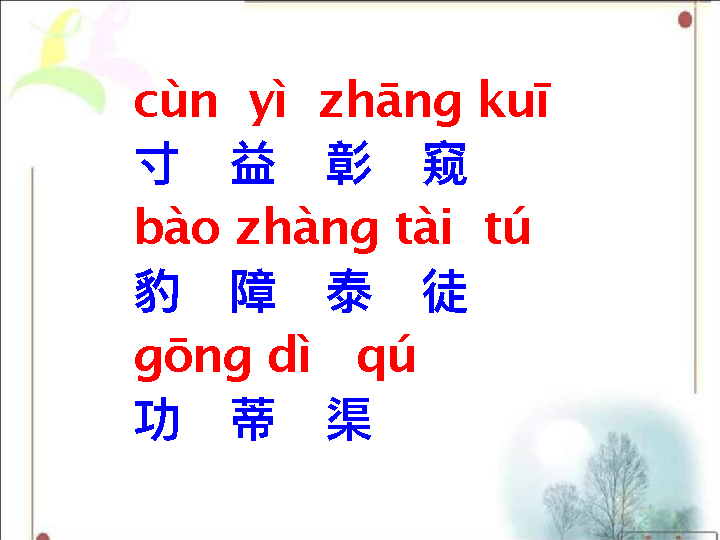 cùn yì zhāng kuī
寸 益 彰 窥
bào zhàng tài tú
豹 障 泰 徒
gōng dì qú
功 蒂 渠